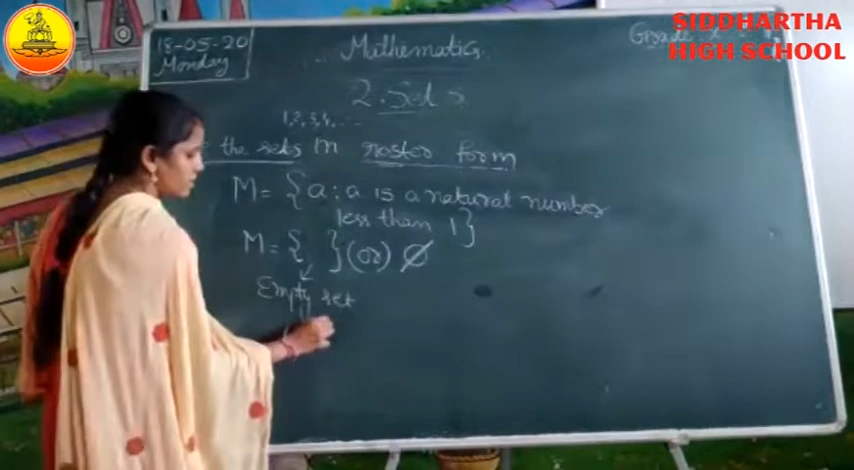 SIDDHARTHA
HIGH SCHOOL
18-05-20
Monday
Mathematics
Grade
2. Sets
1, 2, 3, 4, ...
the sets in roster form
M = { a : a is a natural number
less than 1 }
M = { } (or) ∅
Empty set